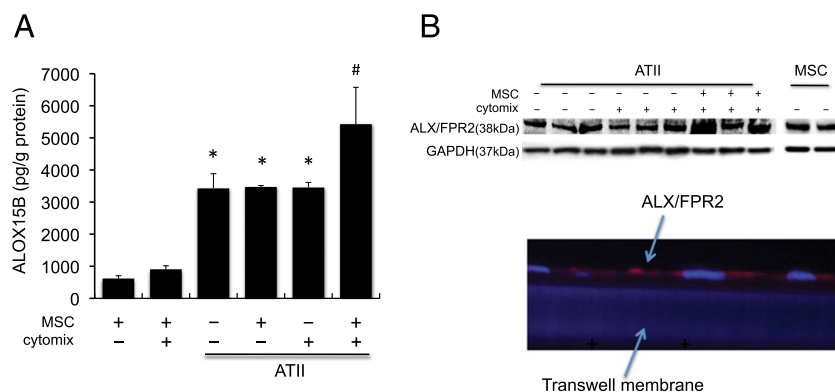 A
ALOX15B (pg/g protein)
7000
6000
5000
4000
3000
2000
1000
0
* * * #
MSC + + − + − +
cytomix − + − − + +
ATII
B
ATII MSC
MSC − − − − − − + + + − −
cytomix − − − + + + + + + − −
ALX/FPR2(38kDa)
GAPDH(37kDa)
ALX/FPR2
+ +
Transwell membrane